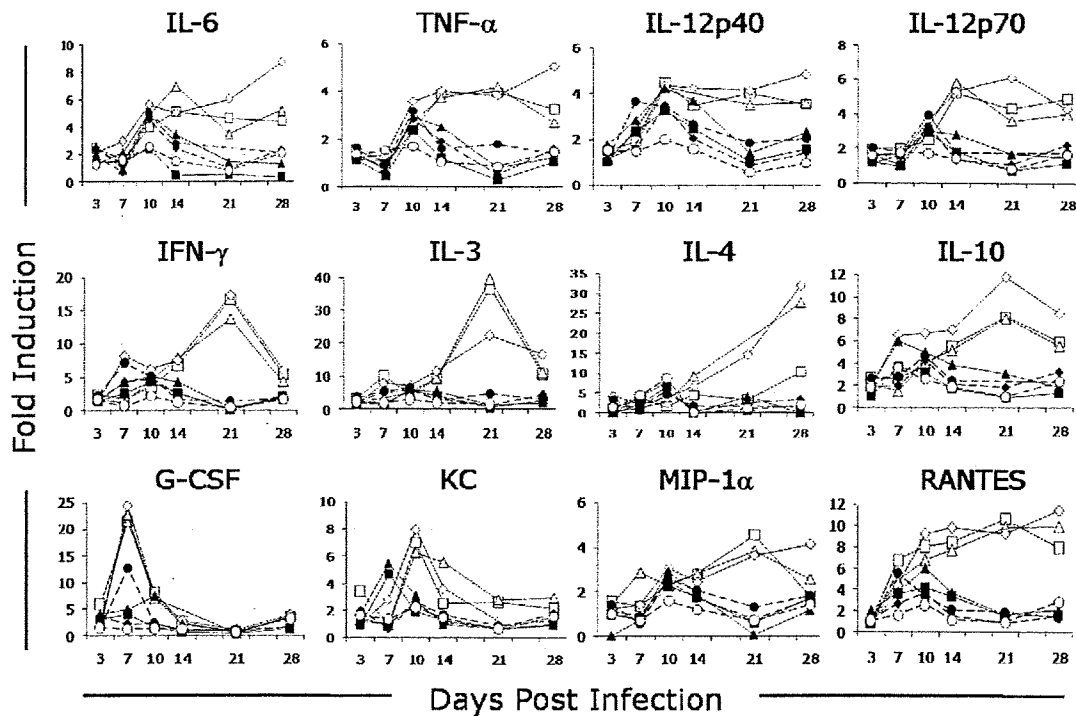 IL-6 TNF-α IL-12p40 IL-12p70
10 8 6 4 2 0
6 4 2 0
6 4 2 0
8 6 4 2 0
3 7 10 14 21 28
3 7 10 14 21 28
3 7 10 14 21 28
3 7 10 14 21 28
Fold Induction
IFN-γ IL-3 IL-4 IL-10
20 15 10 5 0
40 30 20 10 0
35 30 25 20 15 10 5 0
12 10 8 6 4 2 0
3 7 10 14 21 28
3 7 10 14 21 28
3 7 10 14 21 28
3 7 10 14 21 28
G-CSF KC MIP-1α RANTES
25 20 15 10 5 0
10 8 6 4 2 0
6 4 2 0
12 10 8 6 4 2 0
3 7 10 14 21 28
3 7 10 14 21 28
3 7 10 14 21 28
3 7 10 14 21 28
Days Post Infection